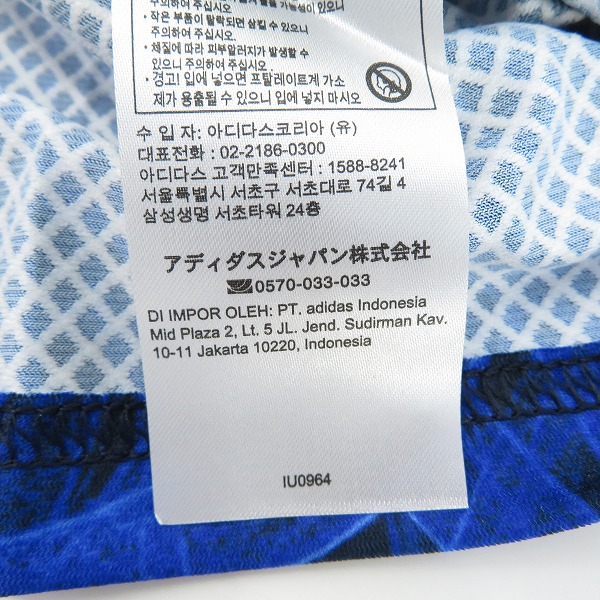 주의하여 주십시오
• 작은 부품이 탈락되어 삼킬 수 있으니
주의하여 주십시오
• 체질에 따라 피부알러지가 발생할 수
있으니 주의하여 주십시오
• 경고! 입에 넣으면 프탈레이트계 가소
제가 용출될 수 있으니 입에 넣지 마시오
수 입 자: 아디다스코리아 (유)
대표전화 : 02-2186-0300
아디다스 고객만족센터 : 1588-8241
서울특별시 서초구 서초대로 74길 4
삼성생명 서초타워 24층
アディダスジャパン株式会社
0570-033-033
DI IMPOR OLEH: PT. adidas Indonesia
Mid Plaza 2, Lt. 5 JL. Jend. Sudirman Kav.
10-11 Jakarta 10220, Indonesia
IU0964